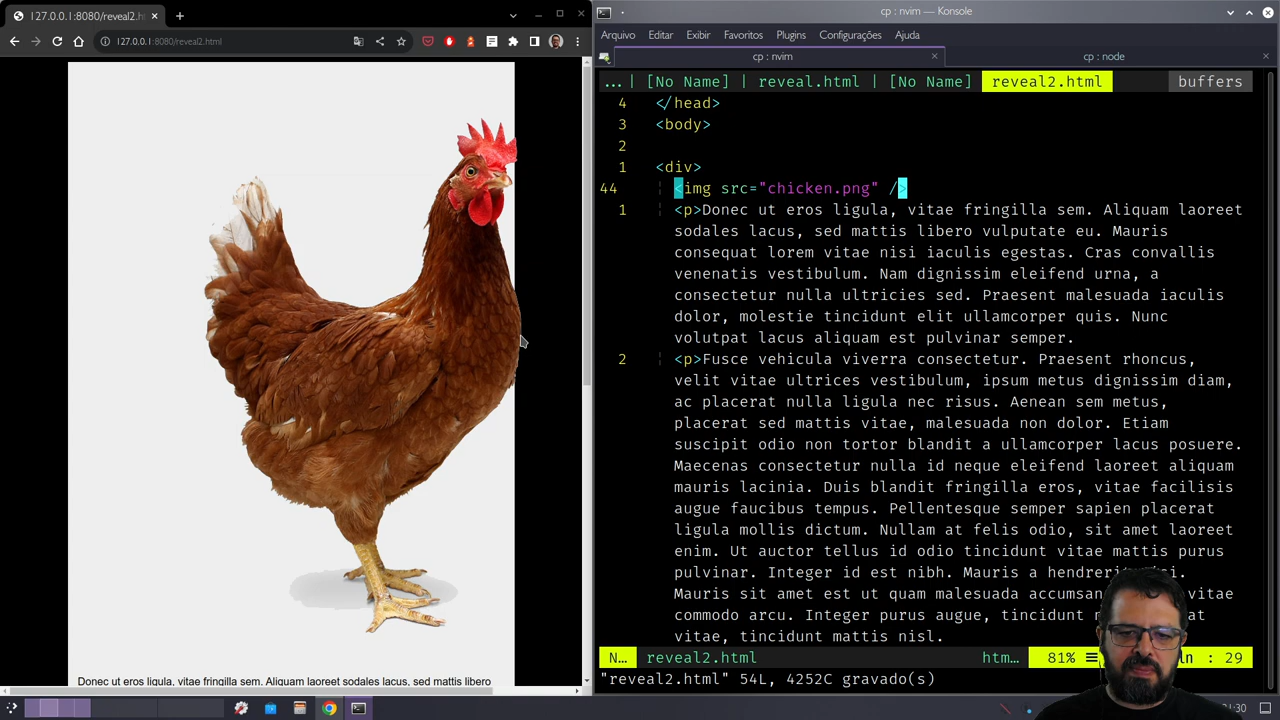 127.0.0.1:8080/reveal2.h
127.0.0.1:8080/reveal2.html
Donec ut eros ligula, vitae fringilla sem. Aliquam laoreet sodales lacus, sed mattis libero
cp : nvim — Konsole
Arquivo Editar Exibir Favoritos Plugins Configurações Ajuda
cp : nvim
cp : node
...| [No Name] | reveal.html | [No Name] reveal2.html buffers
4 </head>
3 <body>
2
1 <div>
44 <img src="chicken.png" />
1 <p>Donec ut eros ligula, vitae fringilla sem. Aliquam laoreet
sodales lacus, sed mattis libero vulputate eu. Mauris
consequat lorem vitae nisi iaculis egestas. Cras convallis
venenatis vestibulum. Nam dignissim eleifend urna, a
consectetur nulla ultricies sed. Praesent malesuada iaculis
dolor, molestie tincidunt elit ullamcorper quis. Nunc
volutpat lacus aliquam est pulvinar semper.
2 <p>Fusce vehicula viverra consectetur. Praesent rhoncus,
velit vitae ultrices vestibulum, ipsum metus dignissim diam,
ac placerat nulla ligula nec risus. Aenean sem metus,
placerat sed mattis vitae, malesuada non dolor. Etiam
suscipit odio non tortor blandit a ullamcorper lacus posuere.
Maecenas consectetur nulla id neque eleifend laoreet aliquam
mauris lacinia. Duis blandit fringilla eros, vitae facilisis
augue faucibus tempus. Pellentesque semper sapien placerat
ligula mollis dictum. Nullam at felis odio, sit amet laoreet
enim. Ut auctor tellus id odio tincidunt vitae mattis purus
pulvinar. Integer id est nibh. Mauris a
Mauris sit amet est ut quam malesuada vitae
commodo arcu. Integer purus augue, tincidunt
vitae, tincidunt mattis nisl.
N... reveal2.html htm... 81% ln : 29
"reveal2.html" 54L, 4252C gravado(s)